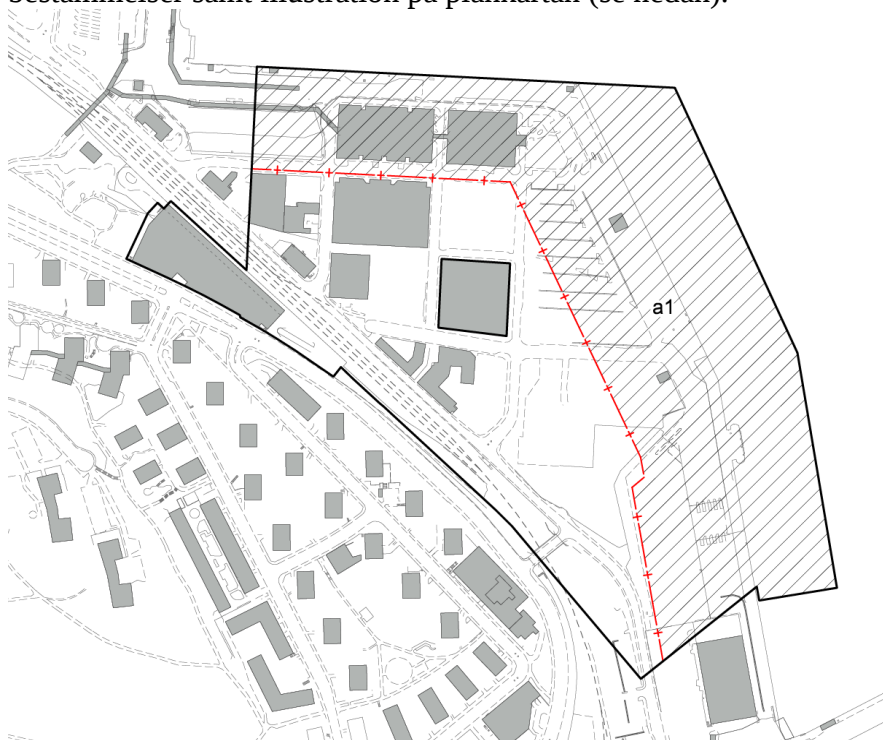 bestämmelser samt illustration på plankartan (se nedan).
a1